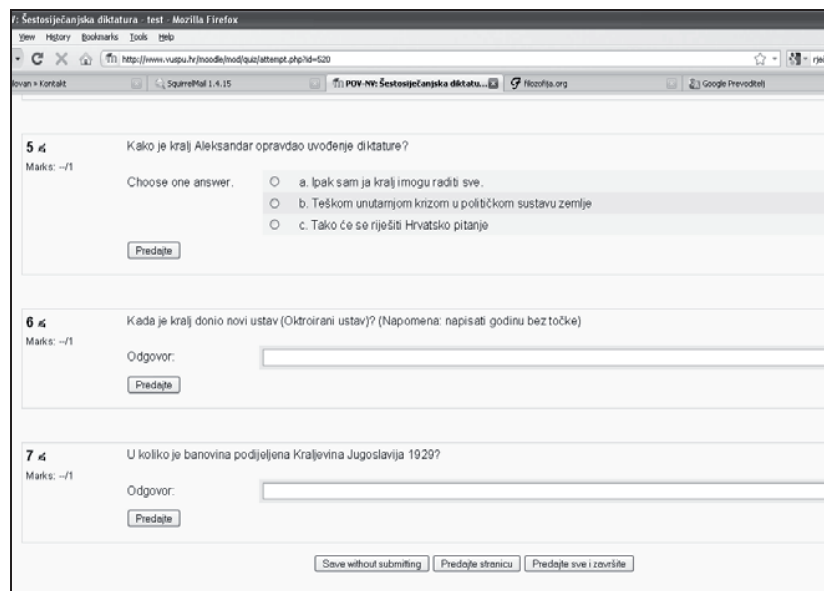 V: Šestosiječanjska diktatura - test - Mozilla Firefox
View History Bookmarks Tools Help
http://www.vuspu.hr/moodle/mod/quiz/attempt.php?id=520
lovan » Kontakt SquirrelMail 1.4.15 POV-NV: Šestosiječanjska diktatu... filozofija.org Google Prevoditelj
5
Kako je kralj Aleksandar opravdao uvođenje diktature?
Marks: --/1
Choose one answer.
a. Ipak sam ja kralj imogu raditi sve.
b. Teškom unutarnjom krizom u političkom sustavu zemlje
c. Tako će se riješiti Hrvatsko pitanje
Predajte
6
Kada je kralj donio novi ustav (Oktroirani ustav)? (Napomena: napisati godinu bez točke)
Marks: --/1
Odgovor:
Predajte
7
U koliko je banovina podijeljena Kraljevina Jugoslavija 1929?
Marks: --/1
Odgovor:
Predajte
Save without submitting Predajte stranicu Predajte sve i završite